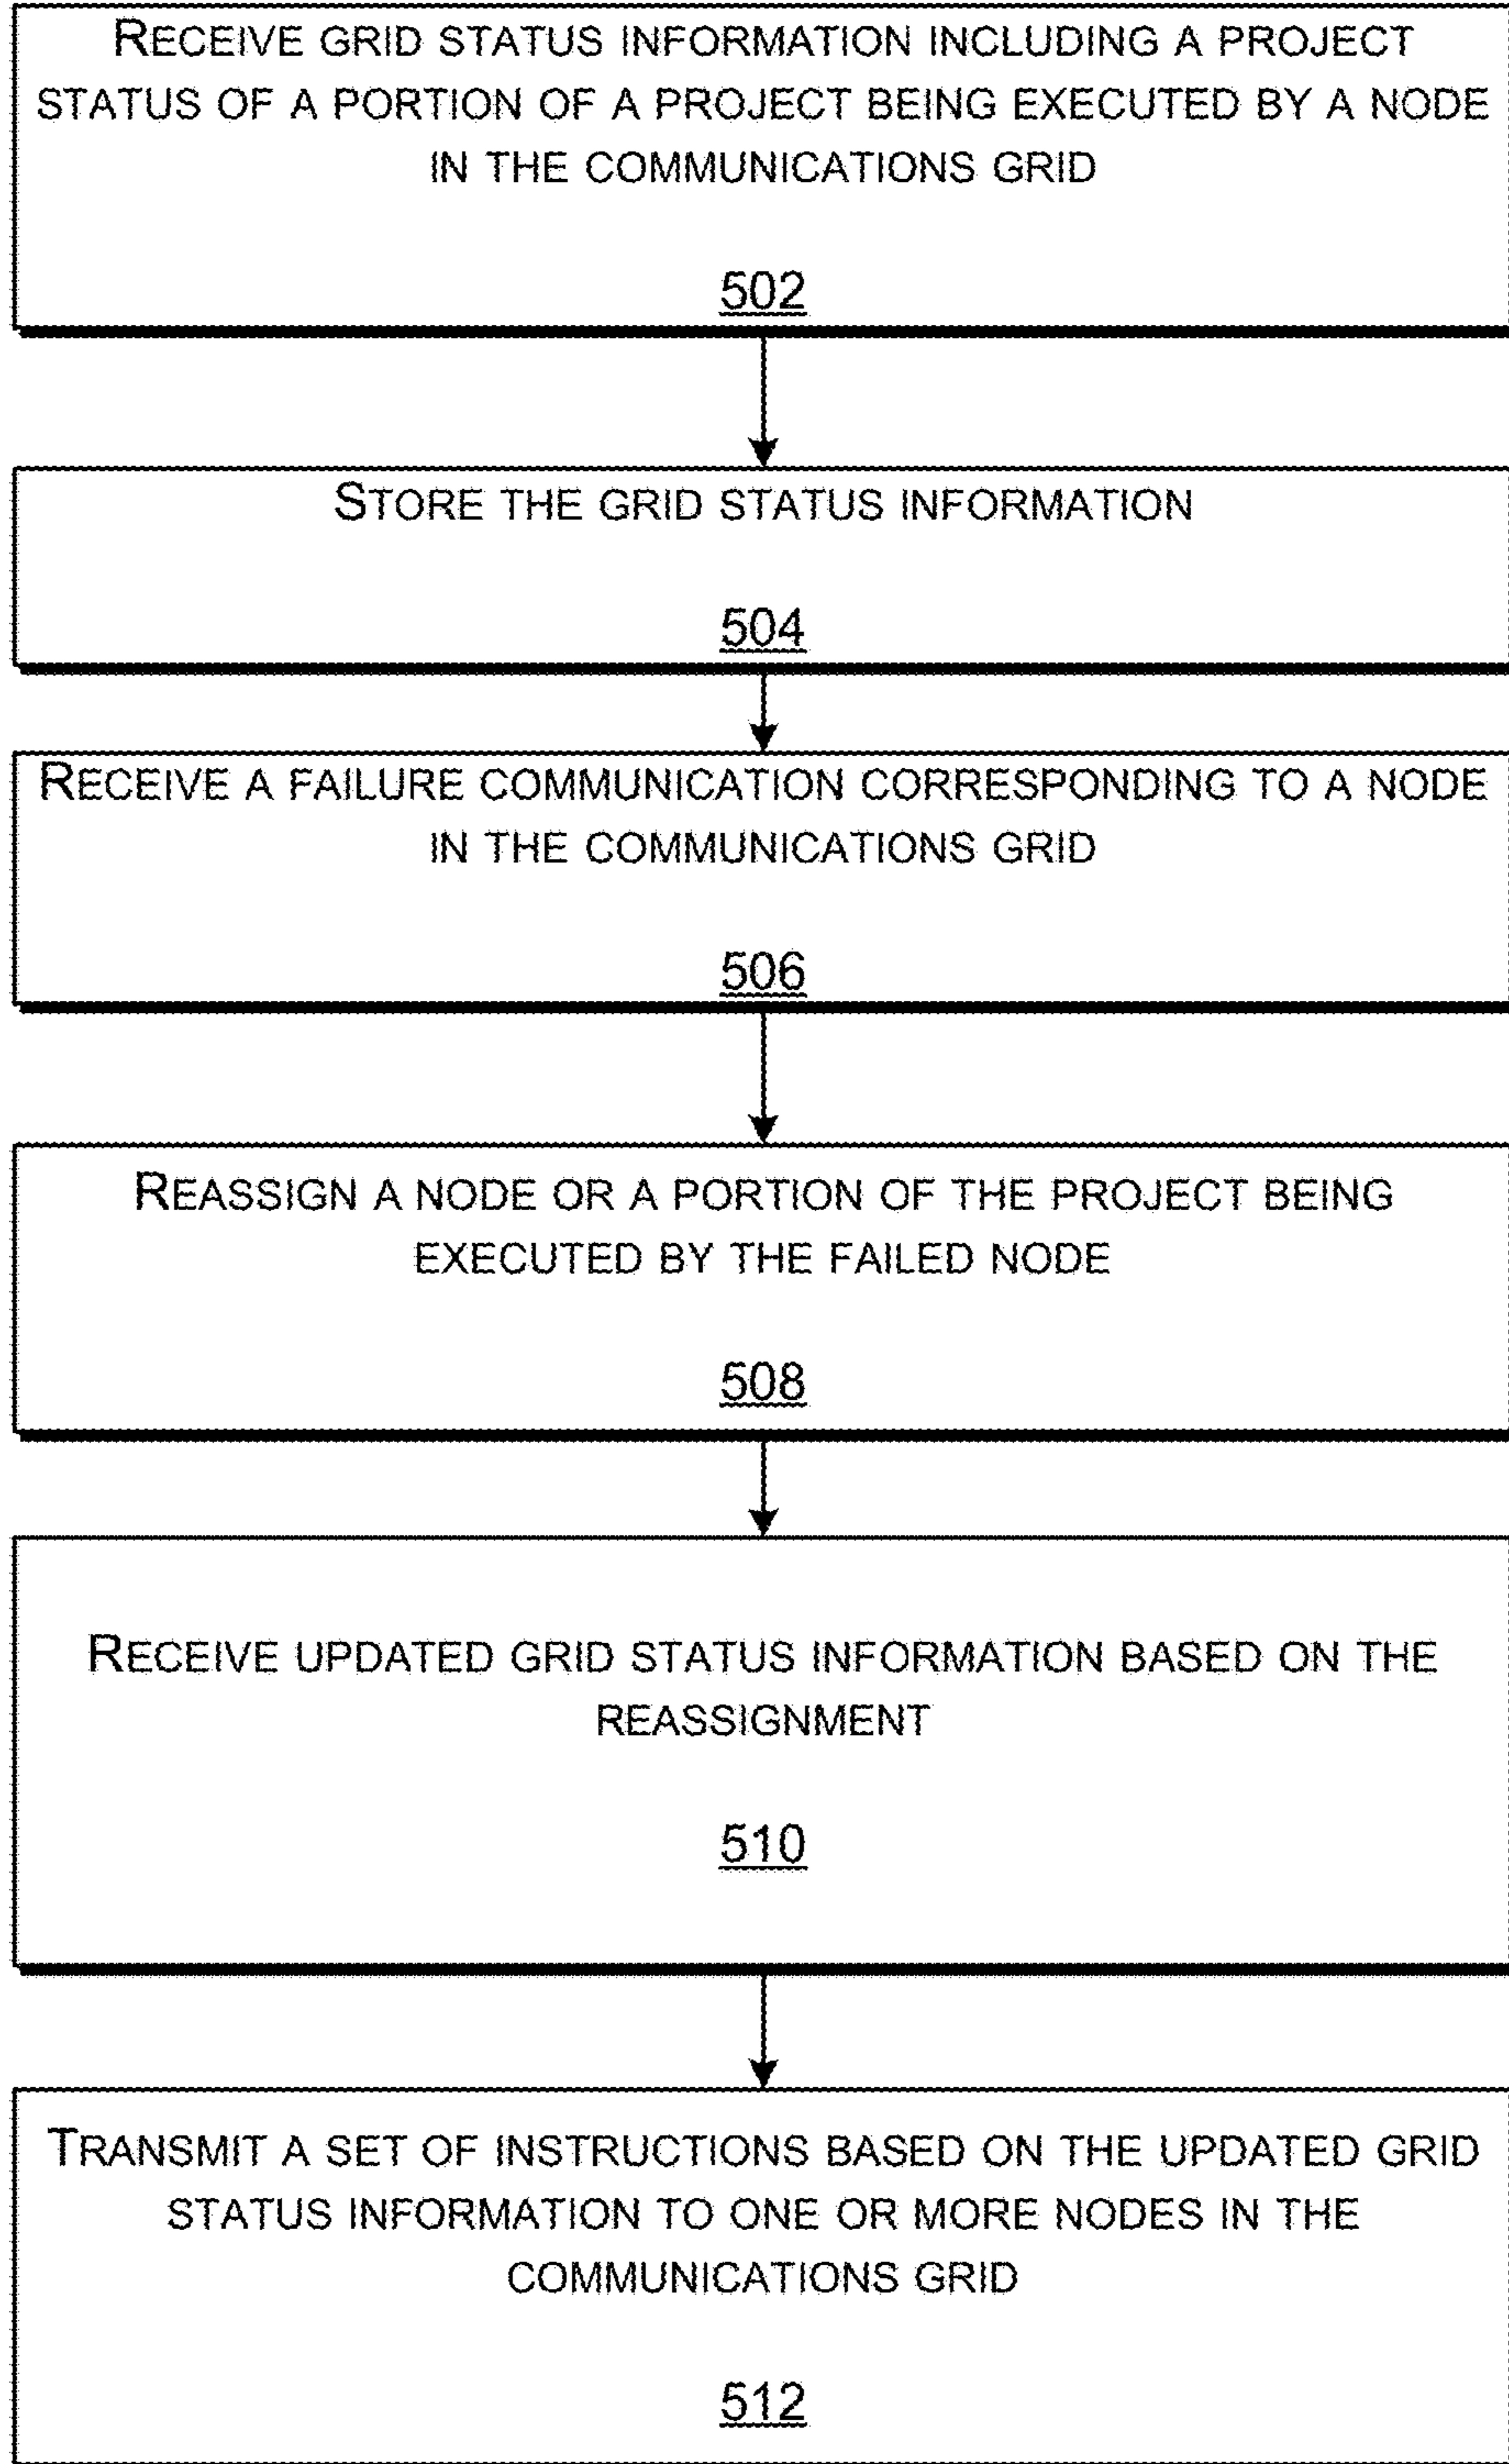 RECEIVE GRID STATUS INFORMATION INCLUDING A PROJECT
STATUS OF A PORTION OF A PROJECT BEING EXECUTED BY A NODE
IN THE COMMUNICATIONS GRID
502
STORE THE GRID STATUS INFORMATION
504
RECEIVE A FAILURE COMMUNICATION CORRESPONDING TO A NODE
IN THE COMMUNICATIONS GRID
506
REASSIGN A NODE OR A PORTION OF THE PROJECT BEING
EXECUTED BY THE FAILED NODE
508
RECEIVE UPDATED GRID STATUS INFORMATION BASED ON THE
REASSIGNMENT
510
TRANSMIT A SET OF INSTRUCTIONS BASED ON THE UPDATED GRID
STATUS INFORMATION TO ONE OR MORE NODES IN THE
COMMUNICATIONS GRID
512